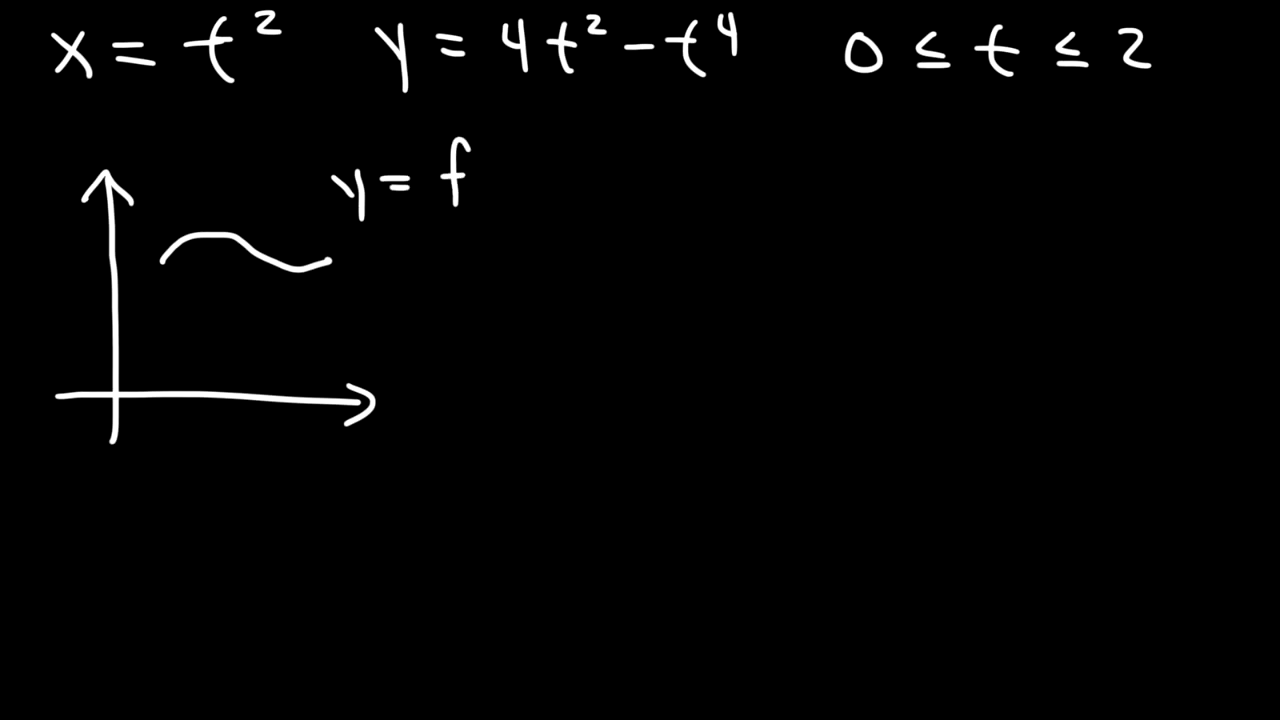 x = t² y = 4t² - t⁴ 0 ≤ t ≤ 2
y = f